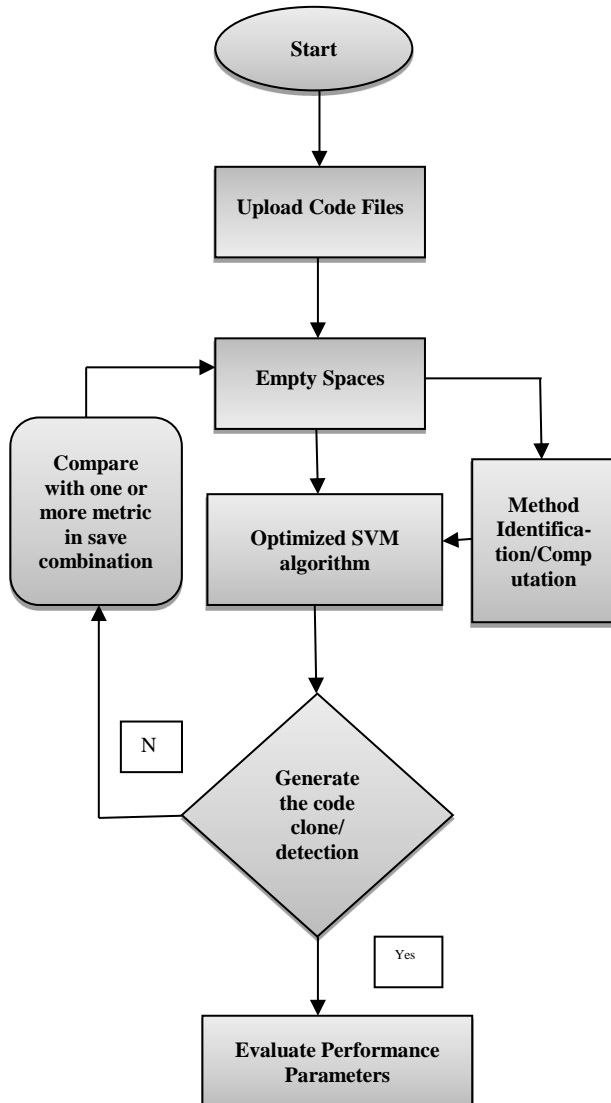 Start
Upload Code Files
Empty Spaces
Compare
with one or
more metric
in save
combination
Optimized SVM
algorithm
Method
Identifica-
tion/Comp
utation
N
Generate
the code
clone/
detection
Yes
Evaluate Performance
Parameters